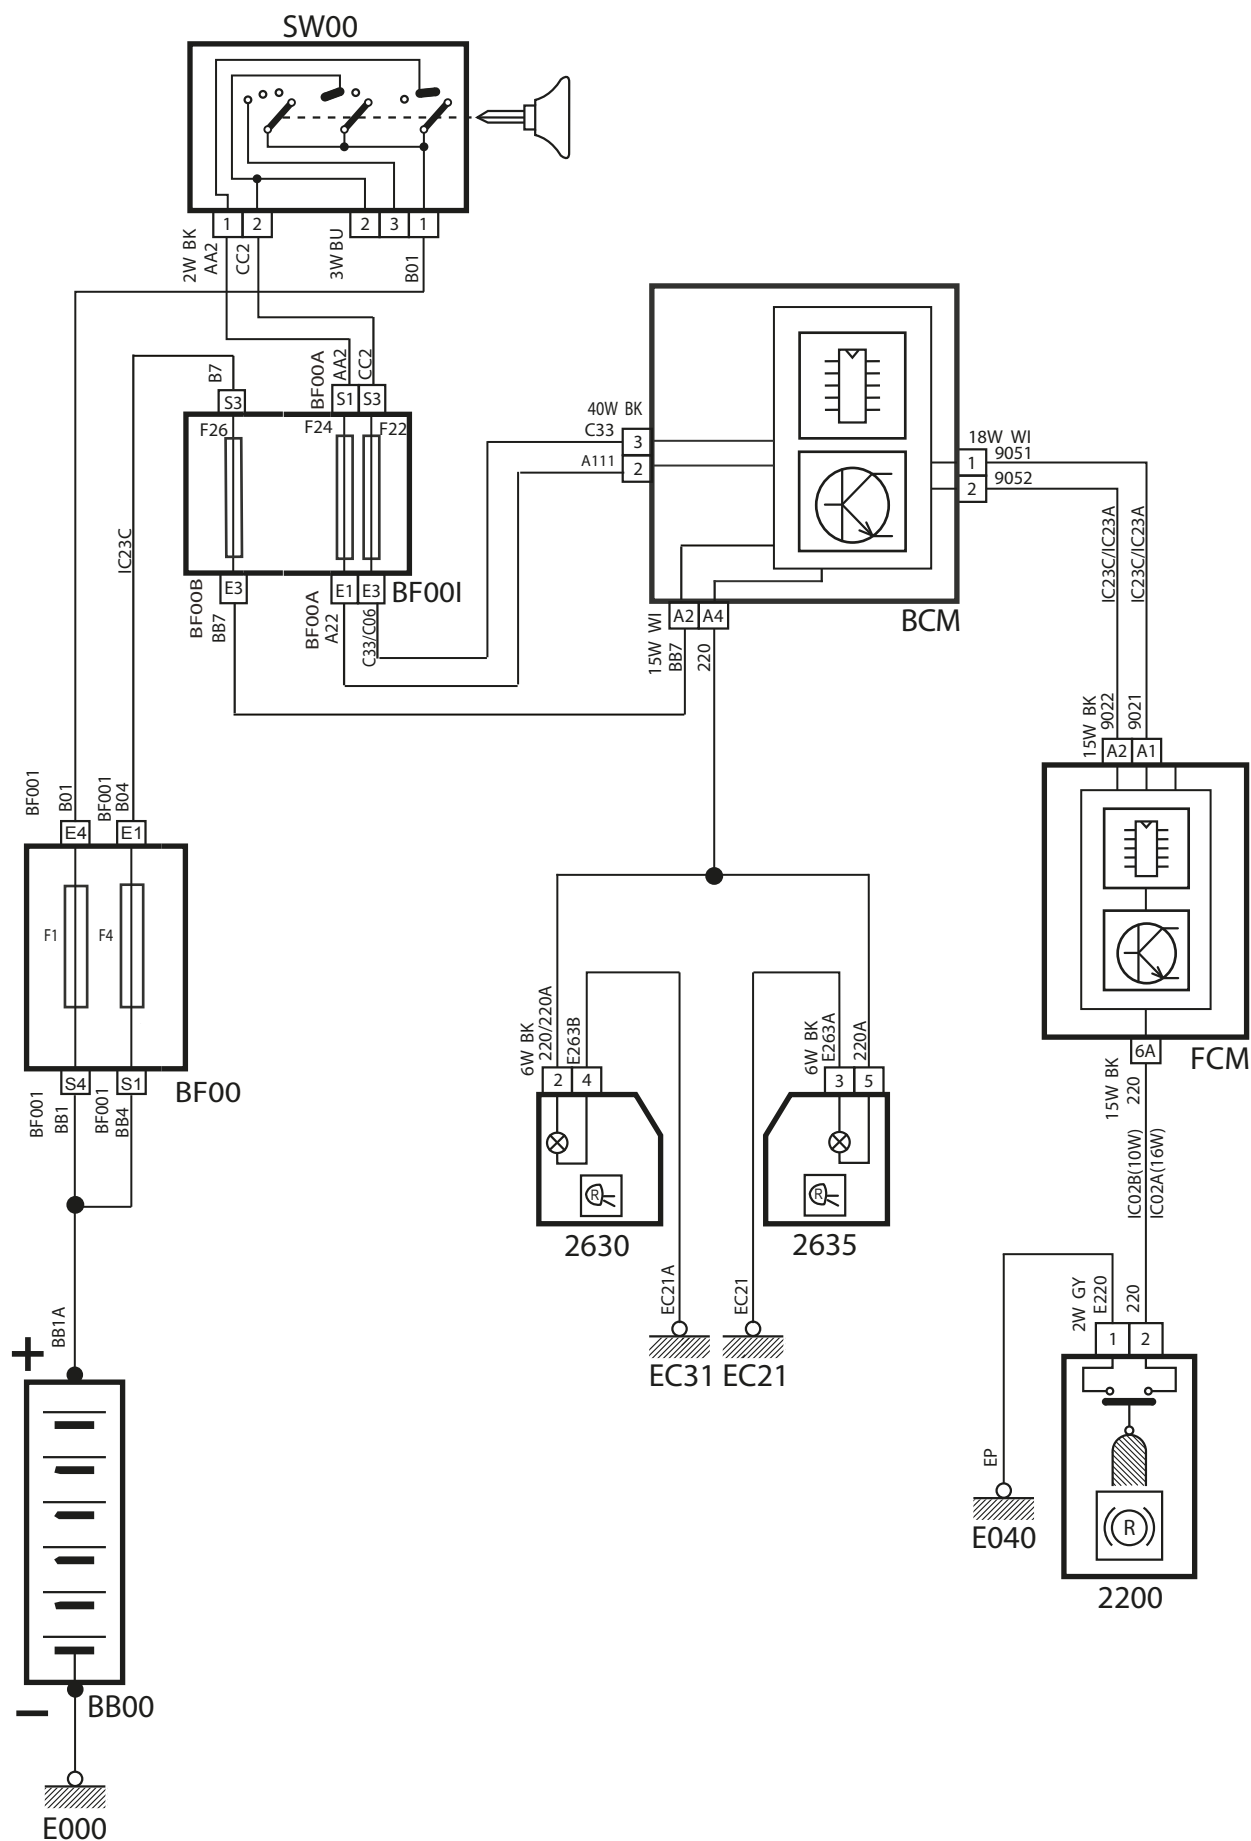 SW00
1 2 2 3 1
2W BK
AA2
CC2
3W BU
B01
B7
BF00A
AA2
CC2
S3 S1 S3
F26 F24 F22
IC23C
E3 E1 E3
BF00I
BF00B
BB7
BF00A
A22
C33/C06
40W BK
C33
3
A111
2
18W WI
9051
1
9052
2
BCM
A2 A4
15W WI
BB7
220
IC23C/IC23A
IC23C/IC23A
15W BK
9022
9021
A2 A1
FCM
6A
15W BK
220
IC02B(10W)
IC02A(16W)
BF001
B01
BF001
B04
E4 E1
F1 F4
S4 S1
BF00
BF001
BB1
BF001
BB4
6W BK
220/220A
E263B
2 4
R
2630
6W BK
E263A
220A
3 5
R
2635
EC21A
EC21
EC31 EC21
2W GY
E220
220
1 2
R
2200
EP
E040
BB1A
+
−
BB00
E000